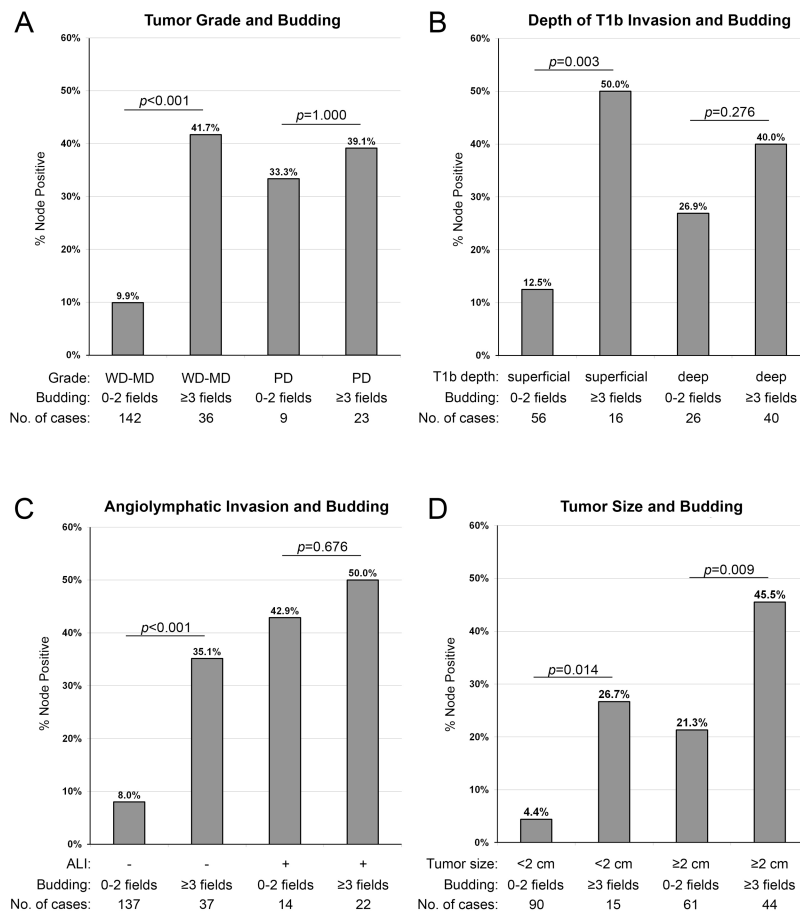 A
Tumor Grade and Budding
60%
50%
40%
30%
20%
10%
0%
% Node Positive
p<0.001
p=1.000
9.9%
41.7%
33.3%
39.1%
Grade: WD-MD WD-MD PD PD
Budding: 0-2 fields ≥3 fields 0-2 fields ≥3 fields
No. of cases: 142 36 9 23
B
Depth of T1b Invasion and Budding
60%
50%
40%
30%
20%
10%
0%
% Node Positive
p=0.003
p=0.276
12.5%
50.0%
26.9%
40.0%
T1b depth: superficial superficial deep deep
Budding: 0-2 fields ≥3 fields 0-2 fields ≥3 fields
No. of cases: 56 16 26 40
C
Angiolymphatic Invasion and Budding
60%
50%
40%
30%
20%
10%
0%
% Node Positive
p<0.001
p=0.676
8.0%
35.1%
42.9%
50.0%
ALI: - - + +
Budding: 0-2 fields ≥3 fields 0-2 fields ≥3 fields
No. of cases: 137 37 14 22
D
Tumor Size and Budding
60%
50%
40%
30%
20%
10%
0%
% Node Positive
p=0.014
p=0.009
4.4%
26.7%
21.3%
45.5%
Tumor size: <2 cm <2 cm ≥2 cm ≥2 cm
Budding: 0-2 fields ≥3 fields 0-2 fields ≥3 fields
No. of cases: 90 15 61 44